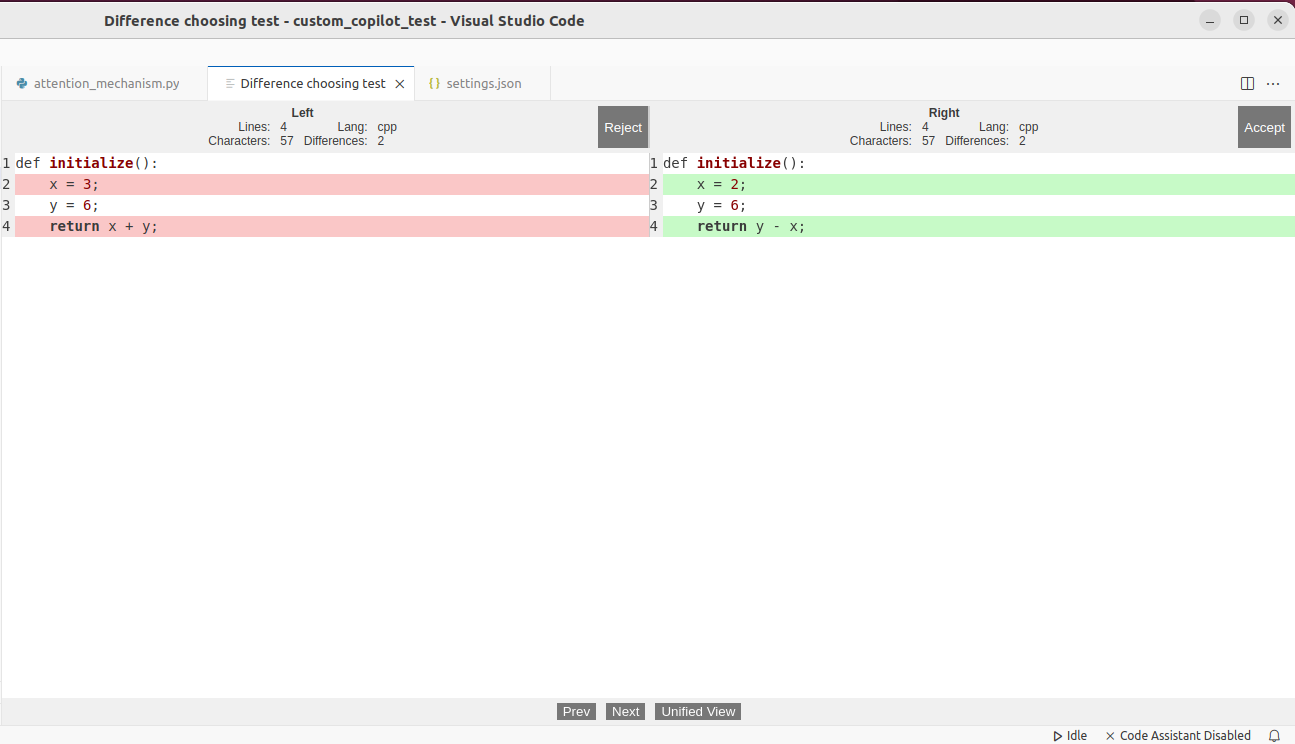 Difference choosing test - custom_copilot_test - Visual Studio Code
attention_mechanism.py
Difference choosing test
{} settings.json
Left
Lines: 4 Lang: cpp
Characters: 57 Differences: 2
Reject
Right
Lines: 4 Lang: cpp
Characters: 57 Differences: 2
Accept
1 def initialize():
2     x = 3;
3     y = 6;
4     return x + y;
1 def initialize():
2     x = 2;
3     y = 6;
4     return y - x;
Prev Next Unified View
Idle Code Assistant Disabled